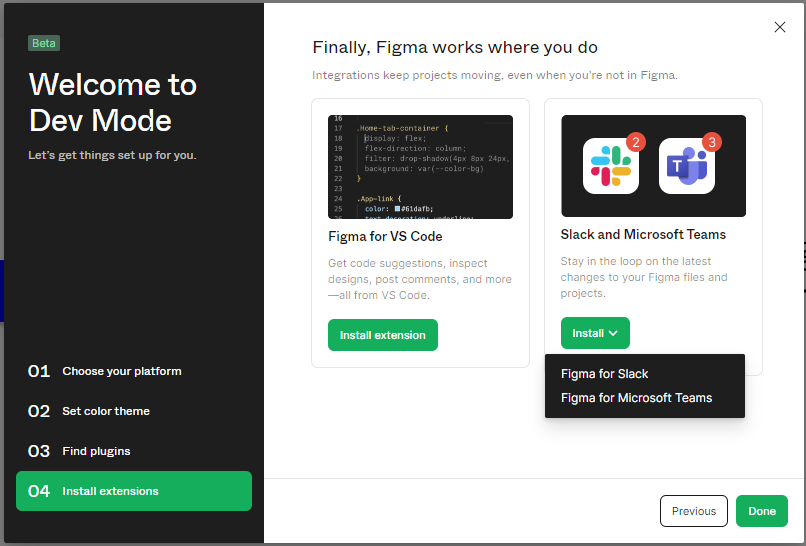 Beta
Welcome to
Dev Mode
Let's get things set up for you.
01 Choose your platform
02 Set color theme
03 Find plugins
04 Install extensions
Finally, Figma works where you do
Integrations keep projects moving, even when you're not in Figma.
16
17 .Home-tab-container {
18 display: flex;
19 flex-direction: column;
20 filter: drop-shadow(4px 8px 24px,
21 background: var(--color-bg)
22 }
23
24 .App-link {
25 color: #61dafb;
26 text-decoration: underline;
Figma for VS Code
Get code suggestions, inspect
designs, post comments, and more
—all from VS Code.
Install extension
2
3
T
Slack and Microsoft Teams
Stay in the loop on the latest
changes to your Figma files and
projects.
Install
Figma for Slack
Figma for Microsoft Teams
Previous
Done